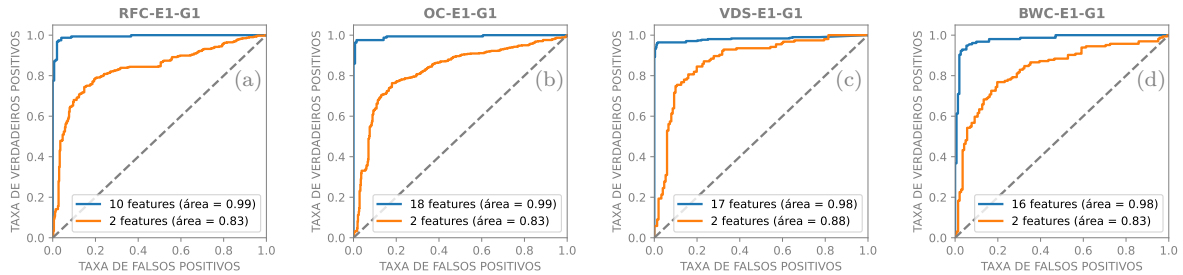 RFC-E1-G1
TAXA DE VERDADEIROS POSITIVOS
1.0
0.8
0.6
0.4
0.2
0.0
(a)
10 features (área = 0.99)
2 features (área = 0.83)
0.0 0.2 0.4 0.6 0.8 1.0
TAXA DE FALSOS POSITIVOS
OC-E1-G1
TAXA DE VERDADEIROS POSITIVOS
1.0
0.8
0.6
0.4
0.2
0.0
(b)
18 features (área = 0.99)
2 features (área = 0.83)
0.0 0.2 0.4 0.6 0.8 1.0
TAXA DE FALSOS POSITIVOS
VDS-E1-G1
TAXA DE VERDADEIROS POSITIVOS
1.0
0.8
0.6
0.4
0.2
0.0
(c)
17 features (área = 0.98)
2 features (área = 0.88)
0.0 0.2 0.4 0.6 0.8 1.0
TAXA DE FALSOS POSITIVOS
BWC-E1-G1
TAXA DE VERDADEIROS POSITIVOS
1.0
0.8
0.6
0.4
0.2
0.0
(d)
16 features (área = 0.98)
2 features (área = 0.83)
0.0 0.2 0.4 0.6 0.8 1.0
TAXA DE FALSOS POSITIVOS